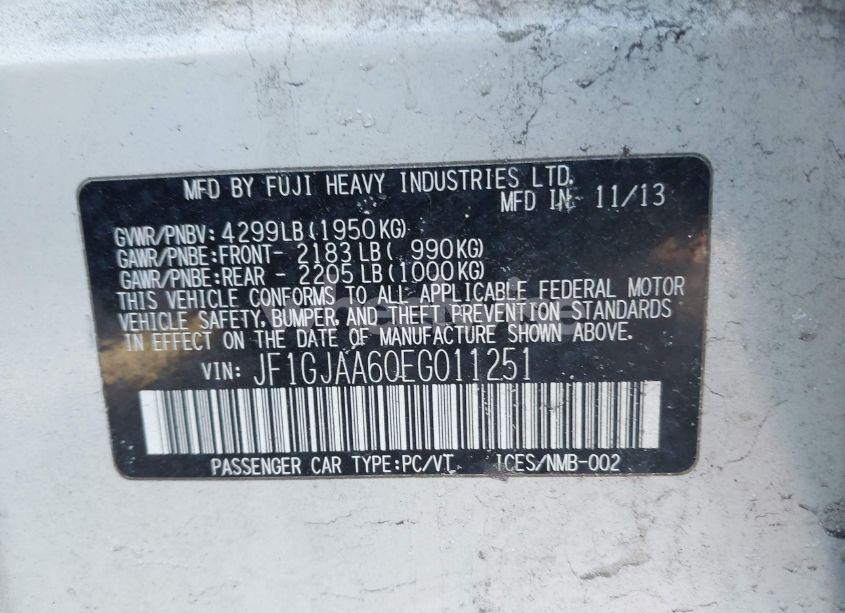 MFD BY FUJI HEAVY INDUSTRIES LTD.
MFD IN 11/13
GVWR/PNBV: 4299LB(1950KG)
GAWR/PNBE:FRONT- 2183 LB( 990KG)
GAWR/PNBE:REAR - 2205 LB(1000KG)
THIS VEHICLE CONFORMS TO ALL APPLICABLE FEDERAL MOTOR
VEHICLE SAFETY, BUMPER, AND THEFT PREVENTION STANDARDS
IN EFFECT ON THE DATE OF MANUFACTURE SHOWN ABOVE.
VIN: JF1GJAA60EG011251
PASSENGER CAR TYPE:PC/VT ICES/NMB-002